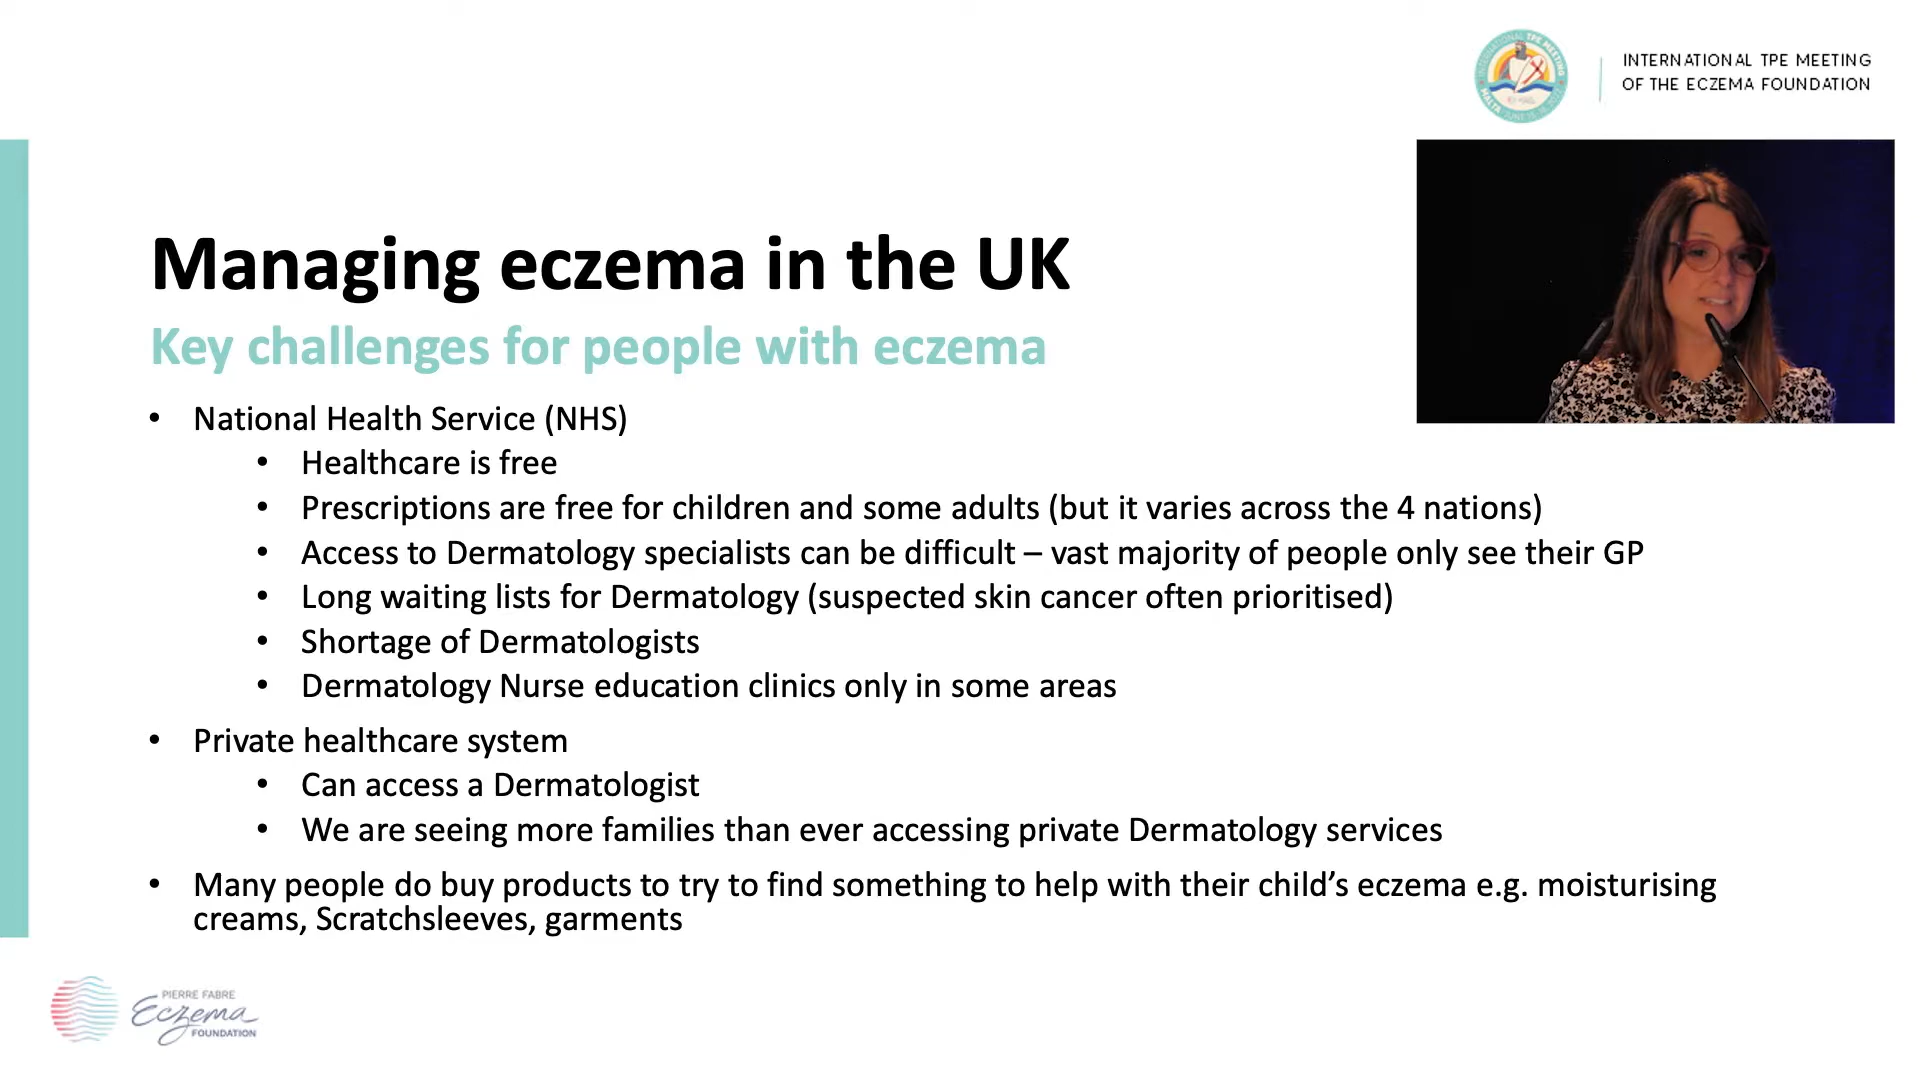 INTERNATIONAL TPE MEETING
MALTA
INTERNATIONAL TPE MEETING
OF THE ECZEMA FOUNDATION
Managing eczema in the UK
Key challenges for people with eczema
• National Health Service (NHS)
• Healthcare is free
• Prescriptions are free for children and some adults (but it varies across the 4 nations)
• Access to Dermatology specialists can be difficult – vast majority of people only see their GP
• Long waiting lists for Dermatology (suspected skin cancer often prioritised)
• Shortage of Dermatologists
• Dermatology Nurse education clinics only in some areas
• Private healthcare system
• Can access a Dermatologist
• We are seeing more families than ever accessing private Dermatology services
• Many people do buy products to try to find something to help with their child’s eczema e.g. moisturising
creams, Scratchsleeves, garments
PIERRE FABRE
Eczema
FOUNDATION